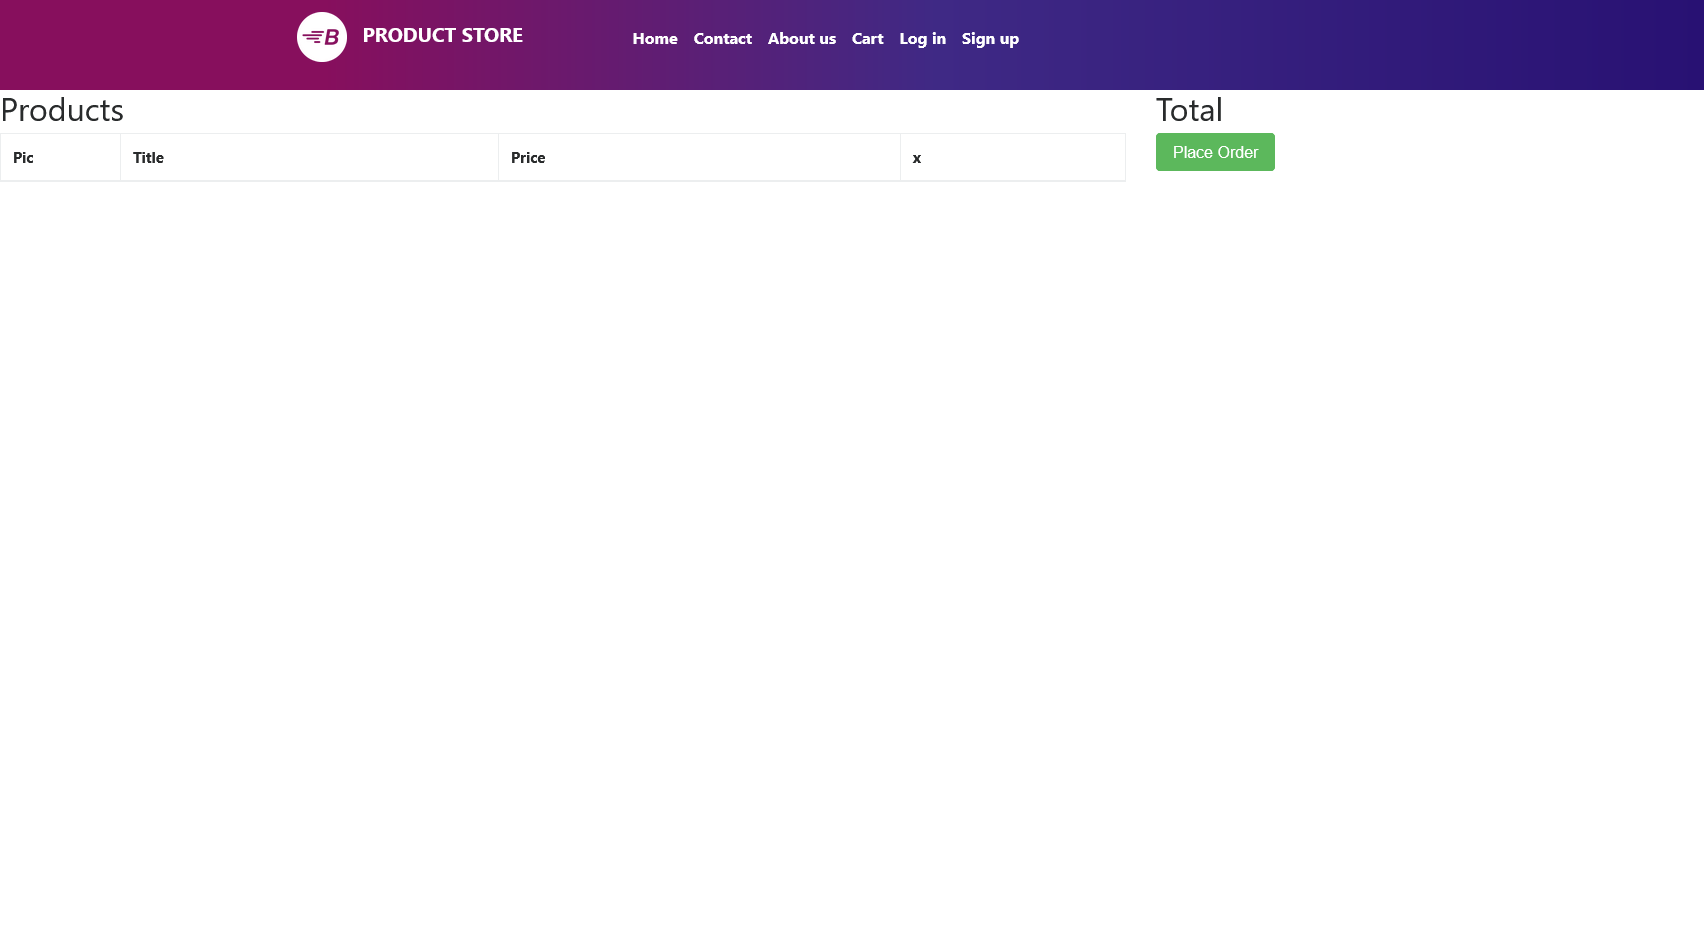 B PRODUCT STORE Home Contact About us Cart Log in Sign up
Products
Total
Pic Title Price x
Place Order